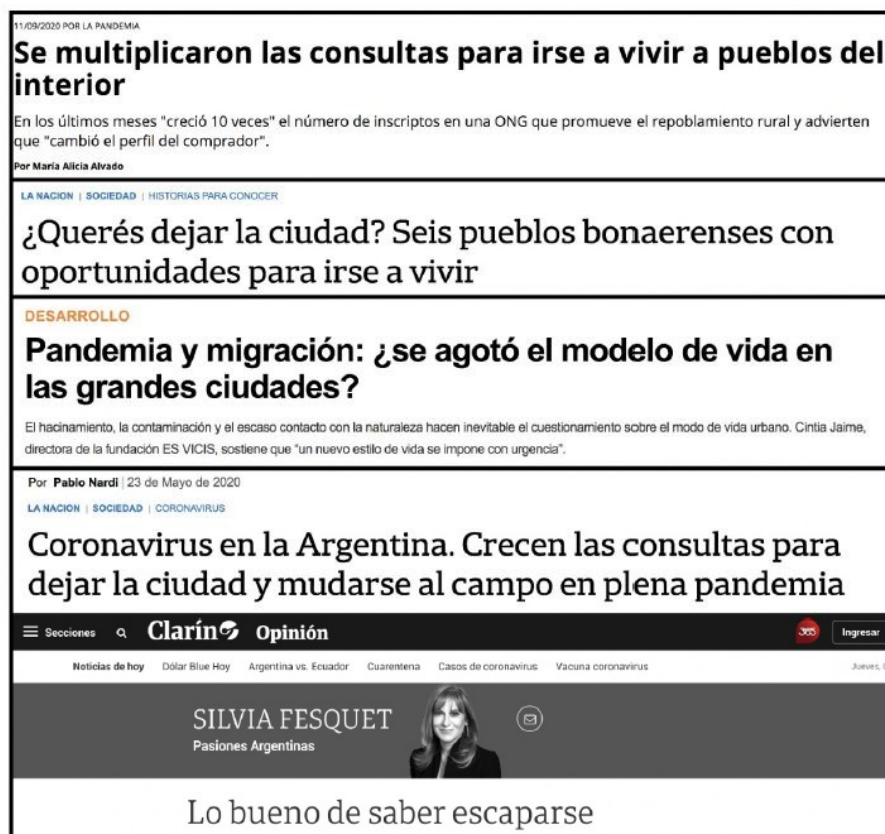 11/09/2020 POR LA PANDEMIA
Se multiplicaron las consultas para irse a vivir a pueblos del
interior
En los últimos meses "creció 10 veces" el número de inscriptos en una ONG que promueve el repoblamiento rural y advierten
que "cambió el perfil del comprador".
Por María Alicia Alvado
LA NACION | SOCIEDAD | HISTORIAS PARA CONOCER
¿Querés dejar la ciudad? Seis pueblos bonaerenses con
oportunidades para irse a vivir
DESARROLLO
Pandemia y migración: ¿se agotó el modelo de vida en
las grandes ciudades?
El hacinamiento, la contaminación y el escaso contacto con la naturaleza hacen inevitable el cuestionamiento sobre el modo de vida urbano. Cintia Jaime,
directora de la fundación ES VICIS, sostiene que "un nuevo estilo de vida se impone con urgencia".
Por Pablo Nardi | 23 de Mayo de 2020
LA NACION | SOCIEDAD | CORONAVIRUS
Coronavirus en la Argentina. Crecen las consultas para
dejar la ciudad y mudarse al campo en plena pandemia
Secciones Clarín Opinión 365 Ingresar
Noticias de hoy Dólar Blue Hoy Argentina vs. Ecuador Cuarentena Casos de coronavirus Vacuna coronavirus Jueves,
SILVIA FESQUET
Pasiones Argentinas
Lo bueno de saber escaparse